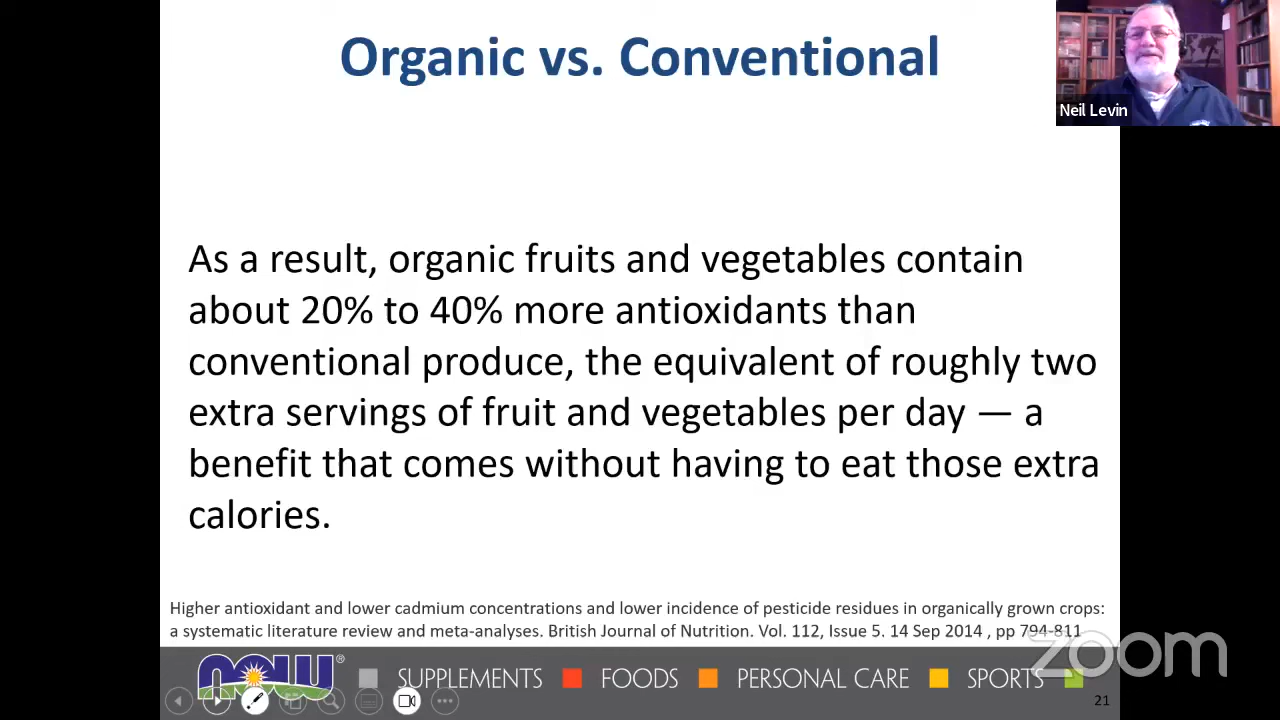 Organic vs. Conventional
Neil Levin
As a result, organic fruits and vegetables contain
about 20% to 40% more antioxidants than
conventional produce, the equivalent of roughly two
extra servings of fruit and vegetables per day — a
benefit that comes without having to eat those extra
calories.
Higher antioxidant and lower cadmium concentrations and lower incidence of pesticide residues in organically grown crops:
a systematic literature review and meta-analyses. British Journal of Nutrition. Vol. 112, Issue 5. 14 Sep 2014 , pp 794-811
zoom
NOW® SUPPLEMENTS FOODS PERSONAL CARE SPORTS
21